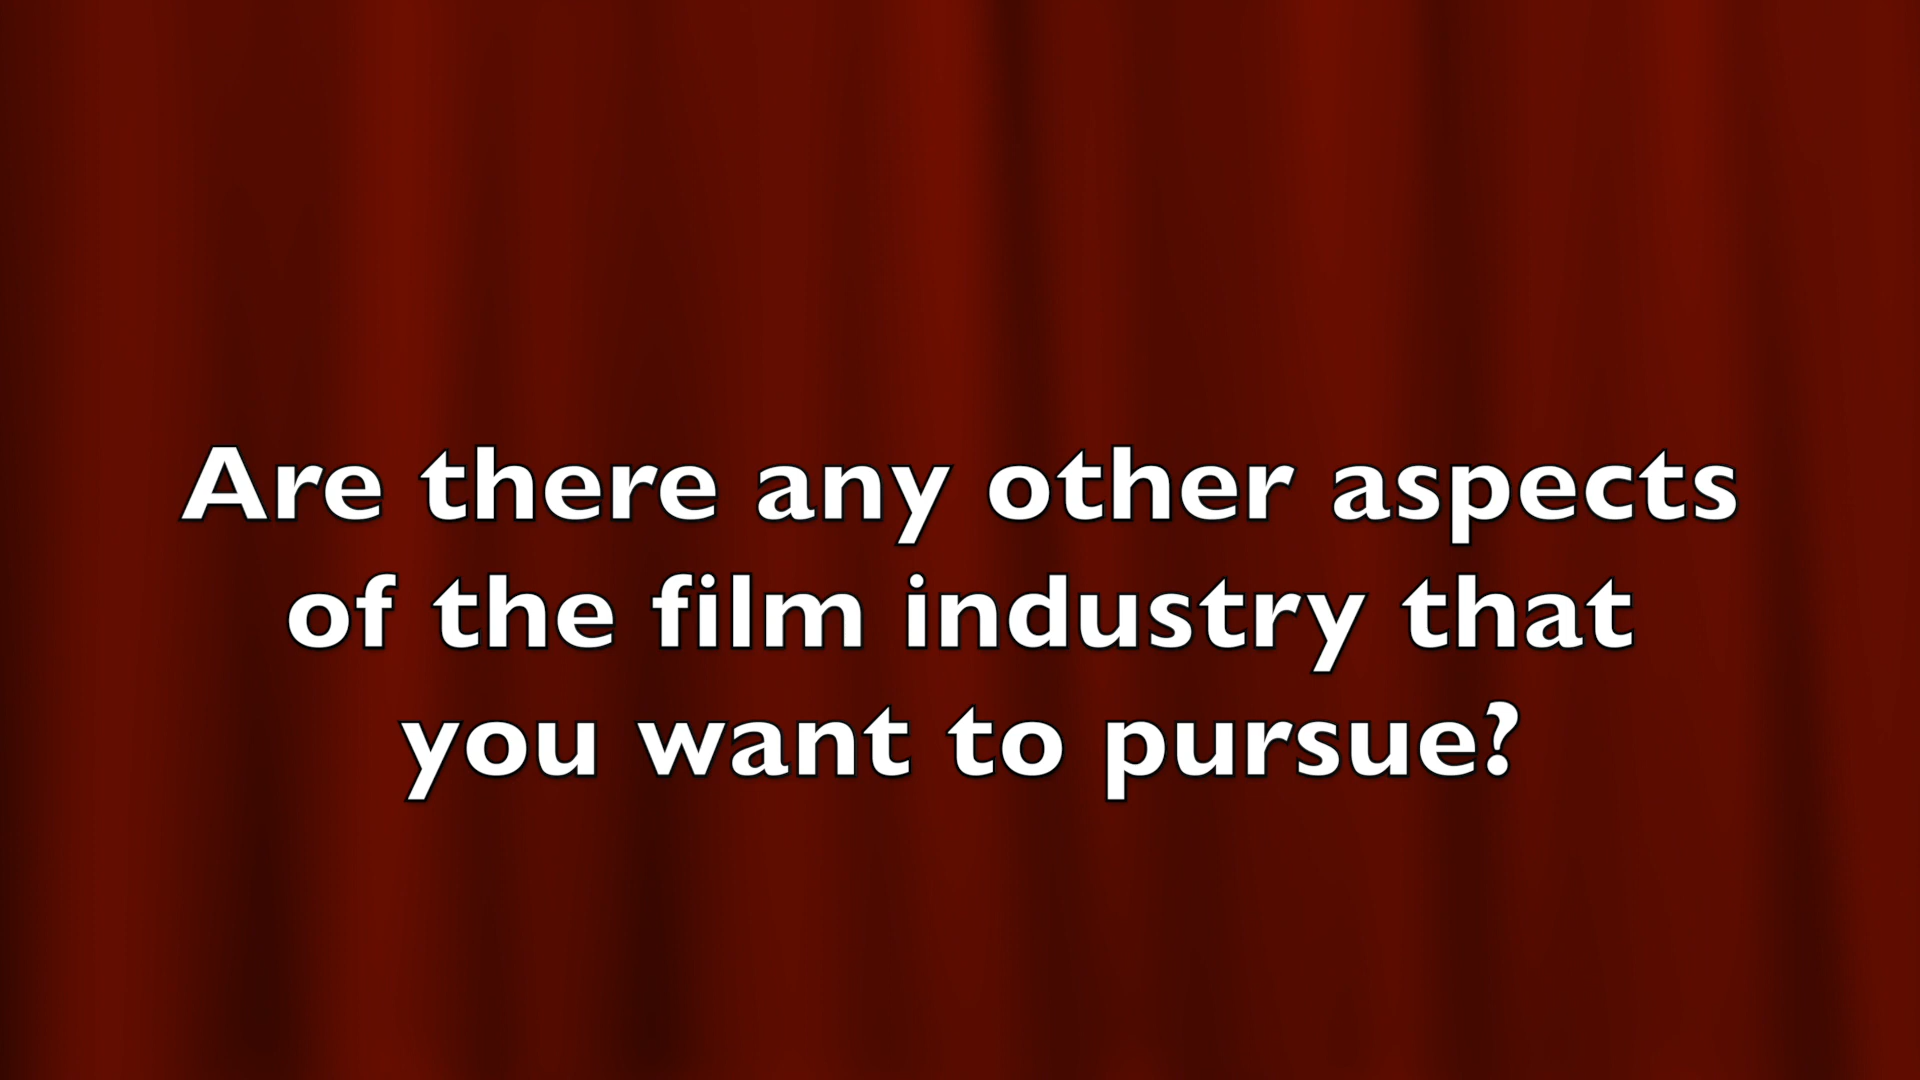 Are there any other aspects
of the film industry that
you want to pursue?